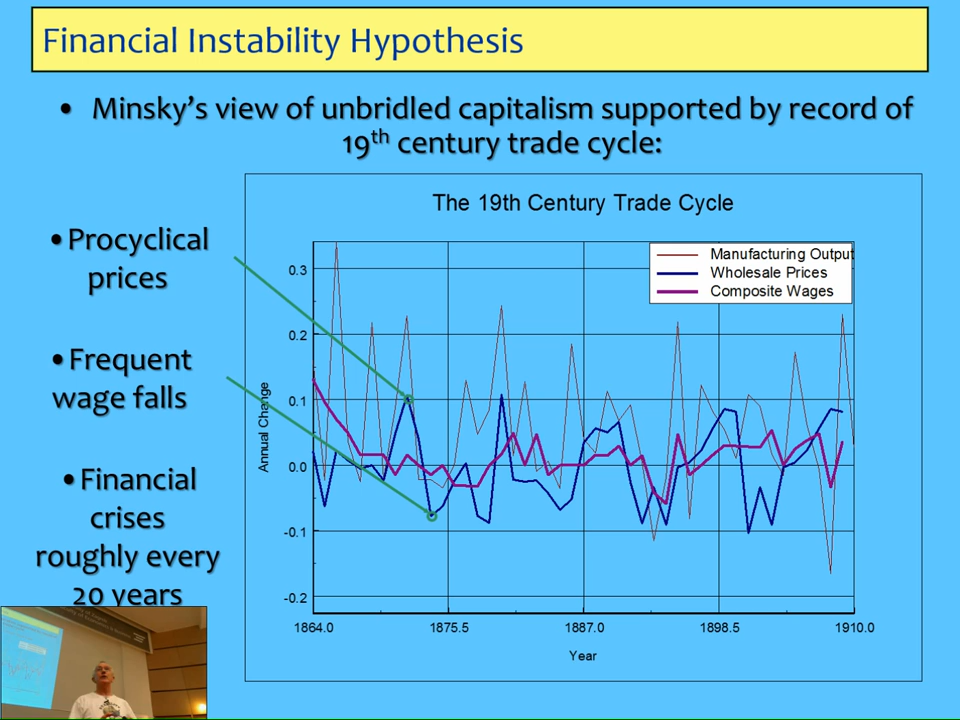 Financial Instability Hypothesis
• Minsky's view of unbridled capitalism supported by record of
19th century trade cycle:
•Procyclical
prices
•Frequent
wage falls
•Financial
crises
roughly every
20 years
The 19th Century Trade Cycle
Manufacturing Output
Wholesale Prices
Composite Wages
Annual Change
0.3
0.2
0.1
0.0
-0.1
-0.2
1864.0 1875.5 1887.0 1898.5 1910.0
Year